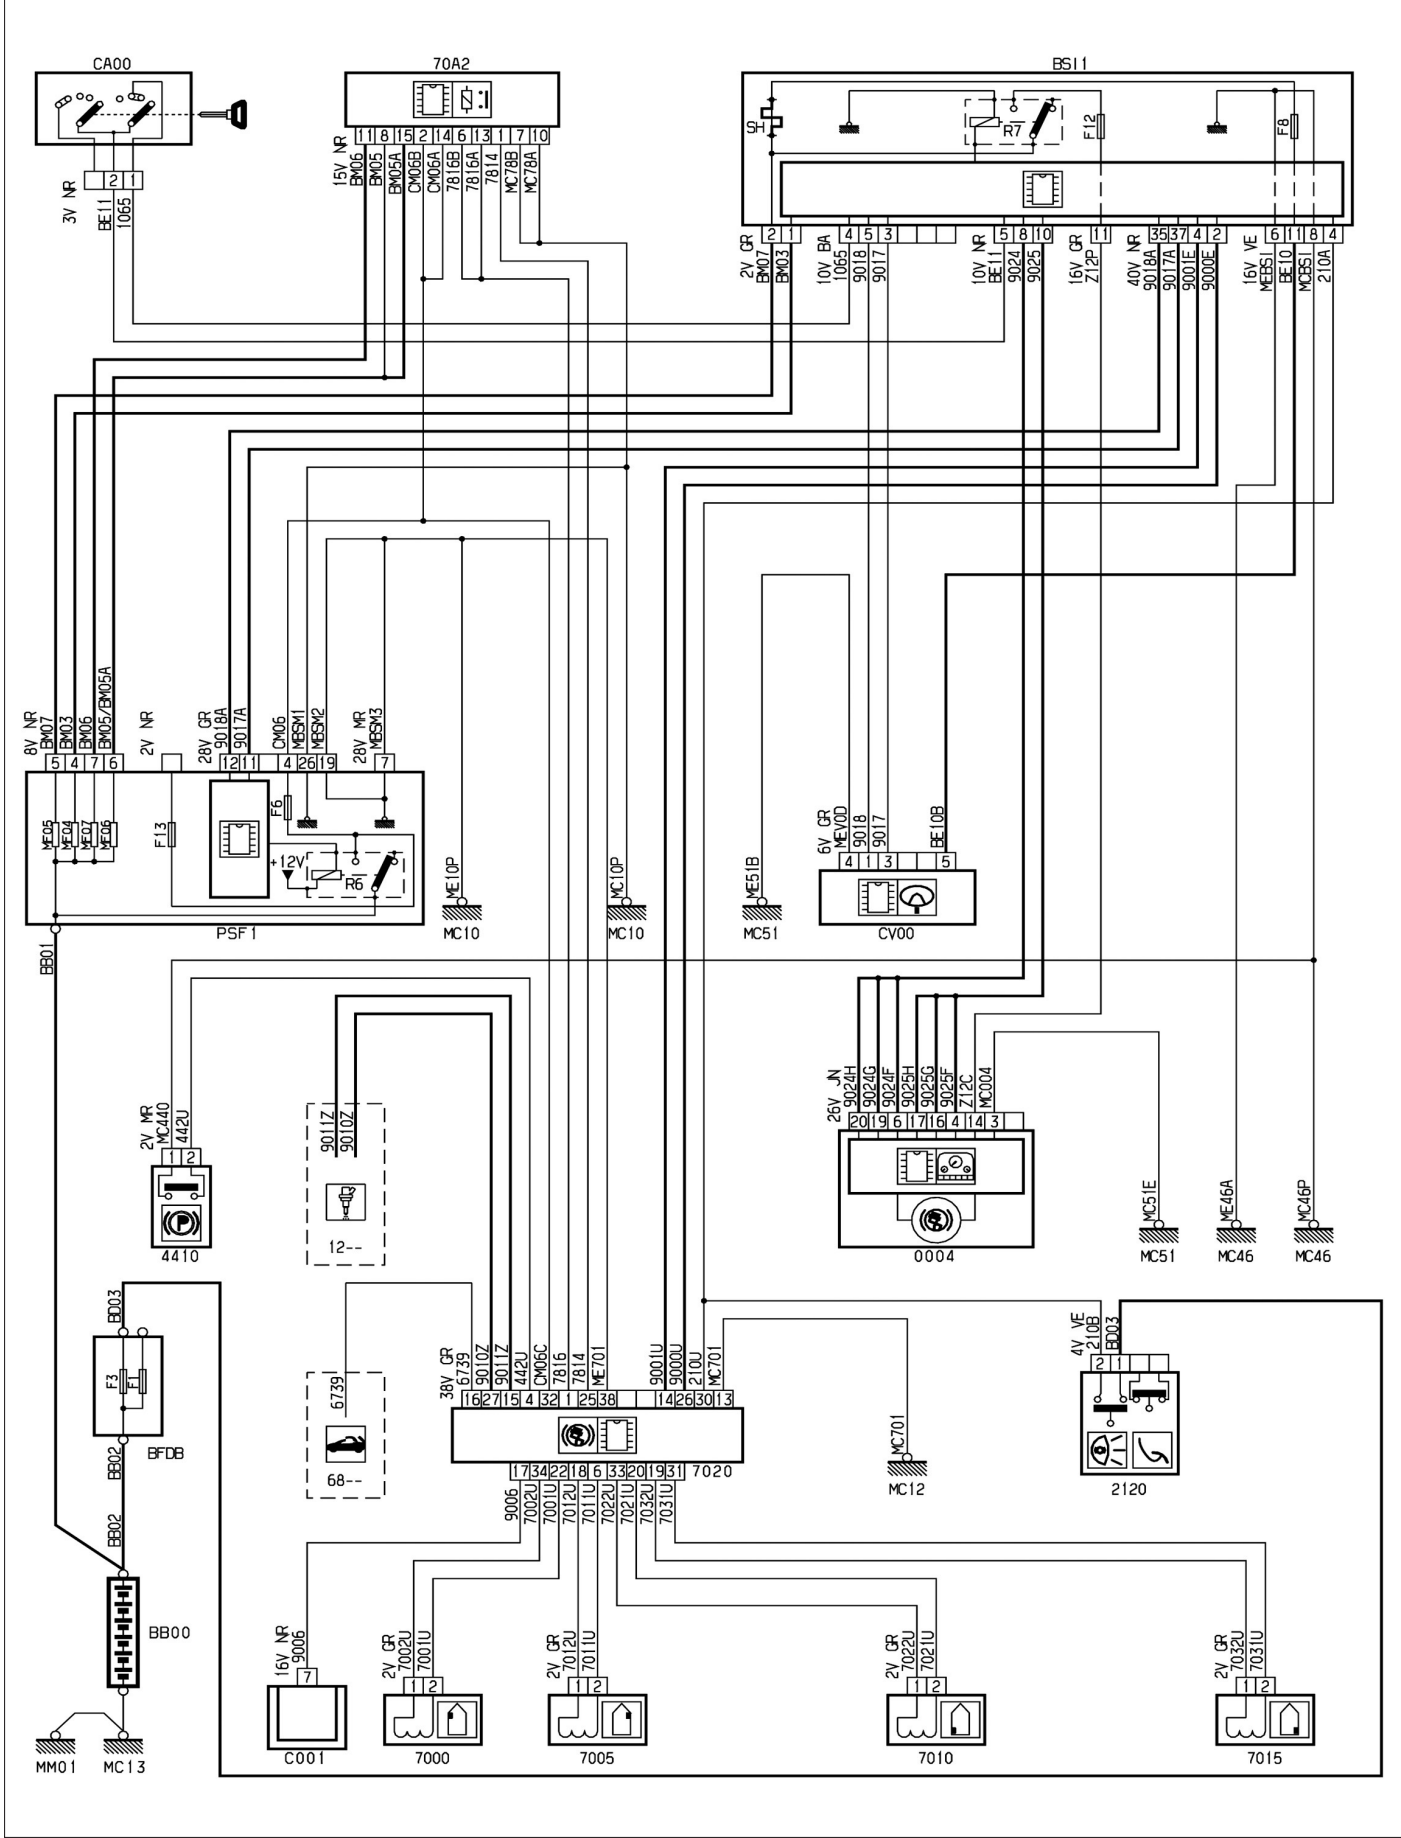 CA00
70A2
BSI1
SH
R7
F12
F8
11 8 15 2 14 6 13 1 7 10
15V NR
BM06
BM05
BM05A
CM06B
CM06A
7816B
7816A
7814
MC78B
MC78A
2 1
3V NR
BE11
1065
2 1
2V GR
BM07
BM03
4 5 3
10V BA
1065
9018
9017
5 8 10
10V NR
BE11
9024
9025
11
16V GR
Z12P
35 37 4 2
40V NR
9018A
9017A
9001E
9000E
6 11 8 4
16V VE
MEBSI
BE10
MCBSI
210A
8V NR
BM07
BM03
BM06
BM05/BM05A
2V NR
28V GR
9018A
9017A
CM06
MBSM1
MBSM2
28V MR
MBSM3
5 4 7 6
12 11 4 26 19
7
MF05
MF04
MF07
MF06
F13
F6
+12V
R6
PSF1
BB01
ME10P
MC10
MC10P
MC10
ME51B
MC51
6V GR
MEV0D
9018
9017
BE10B
4 1 3 5
CV00
2V MR
MC440
442U
1 2
4410
9011Z
9010Z
12--
26V JN
9024H
9024G
9024F
9025H
9025G
9025F
Z12C
MC004
20 19 6 17 16 4 14 3
0004
MC51E
MC51
ME46A
MC46
MC46P
MC46
BD03
F3
F1
BFDB
BB02
BB02
BB00
MM01
MC13
6739
68--
38V GR
6739
9010Z
9011Z
442U
CM06C
7816
7814
ME701
9001U
9000U
210U
MC701
16 27 15 4 32 1 25 38 14 26 30 13
17 34 22 18 6 33 20 19 31
7020
9006
7002U
7001U
7012U
7011U
7022U
7021U
7032U
7031U
MC701
MC12
4V VE
210B
BD03
2 1
2120
16V NR
9006
7
C001
2V GR
7002U
7001U
1 2
7000
2V GR
7012U
7011U
1 2
7005
2V GR
7022U
7021U
1 2
7010
2V GR
7032U
7031U
1 2
7015